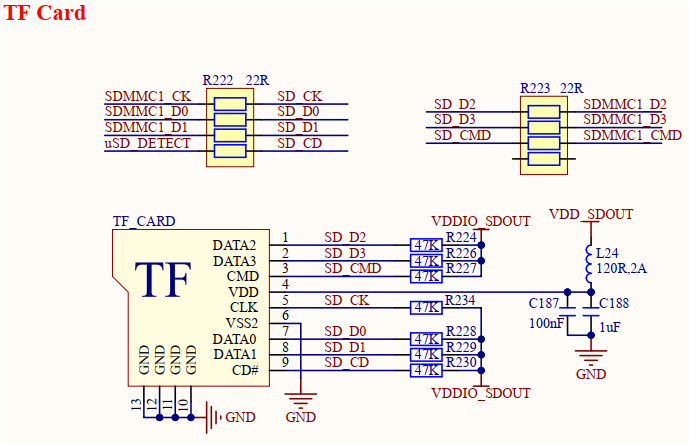 TF Card
R222 22R
SDMMC1_CK SD_CK
SDMMC1_D0 SD_D0
SDMMC1_D1 SD_D1
uSD_DETECT SD_CD
R223 22R
SD_D2 SDMMC1_D2
SD_D3 SDMMC1_D3
SD_CMD SDMMC1_CMD
TF_CARD
TF
DATA2 1 SD_D2 47K R224
DATA3 2 SD_D3 47K R226
CMD 3 SD_CMD 47K R227
VDD 4
CLK 5 SD_CK 47K R234
VSS2 6
DATA0 7 SD_D0 47K R228
DATA1 8 SD_D1 47K R229
CD# 9 SD_CD 47K R230
VDDIO_SDOUT
VDDIO_SDOUT
GND GND GND GND
13 12 11 10
GND
GND
VDD_SDOUT
L24
120R,2A
C187 C188
100nF 1uF
GND